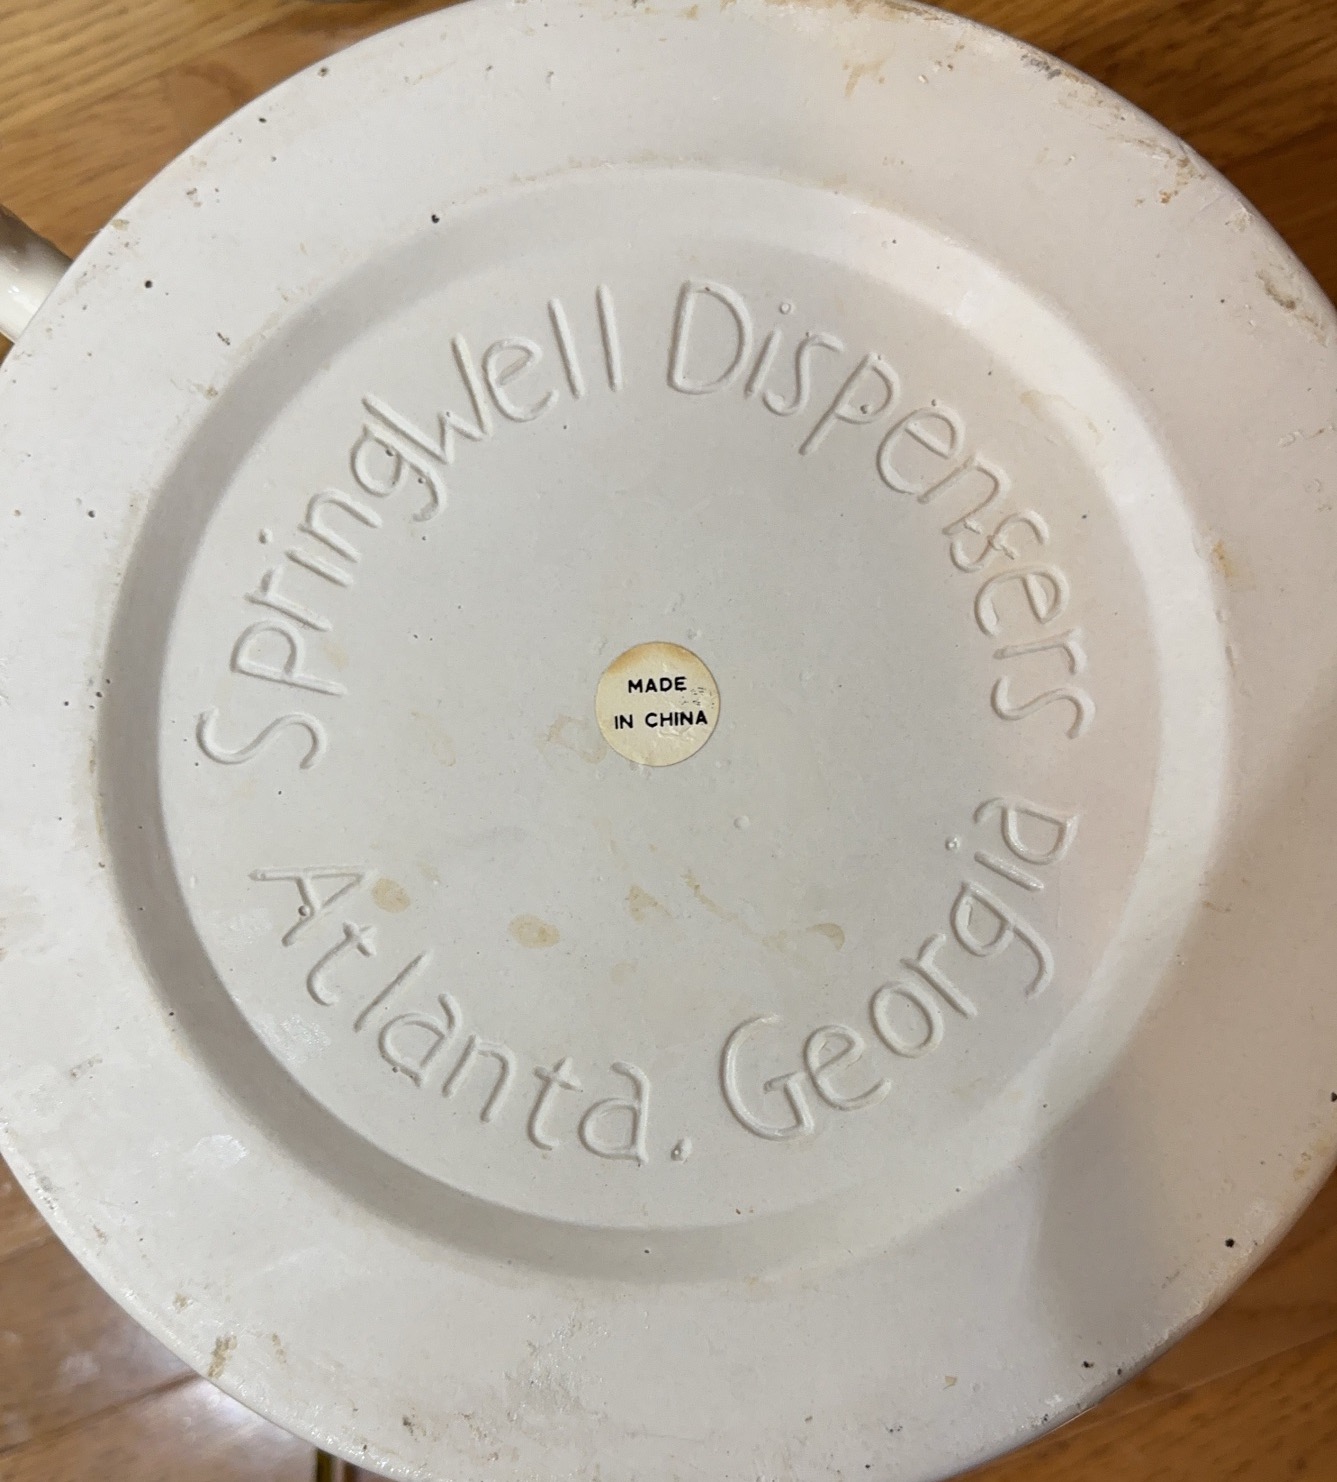 SpringWell Dispensers
MADE
IN CHINA
Atlanta. Georgia